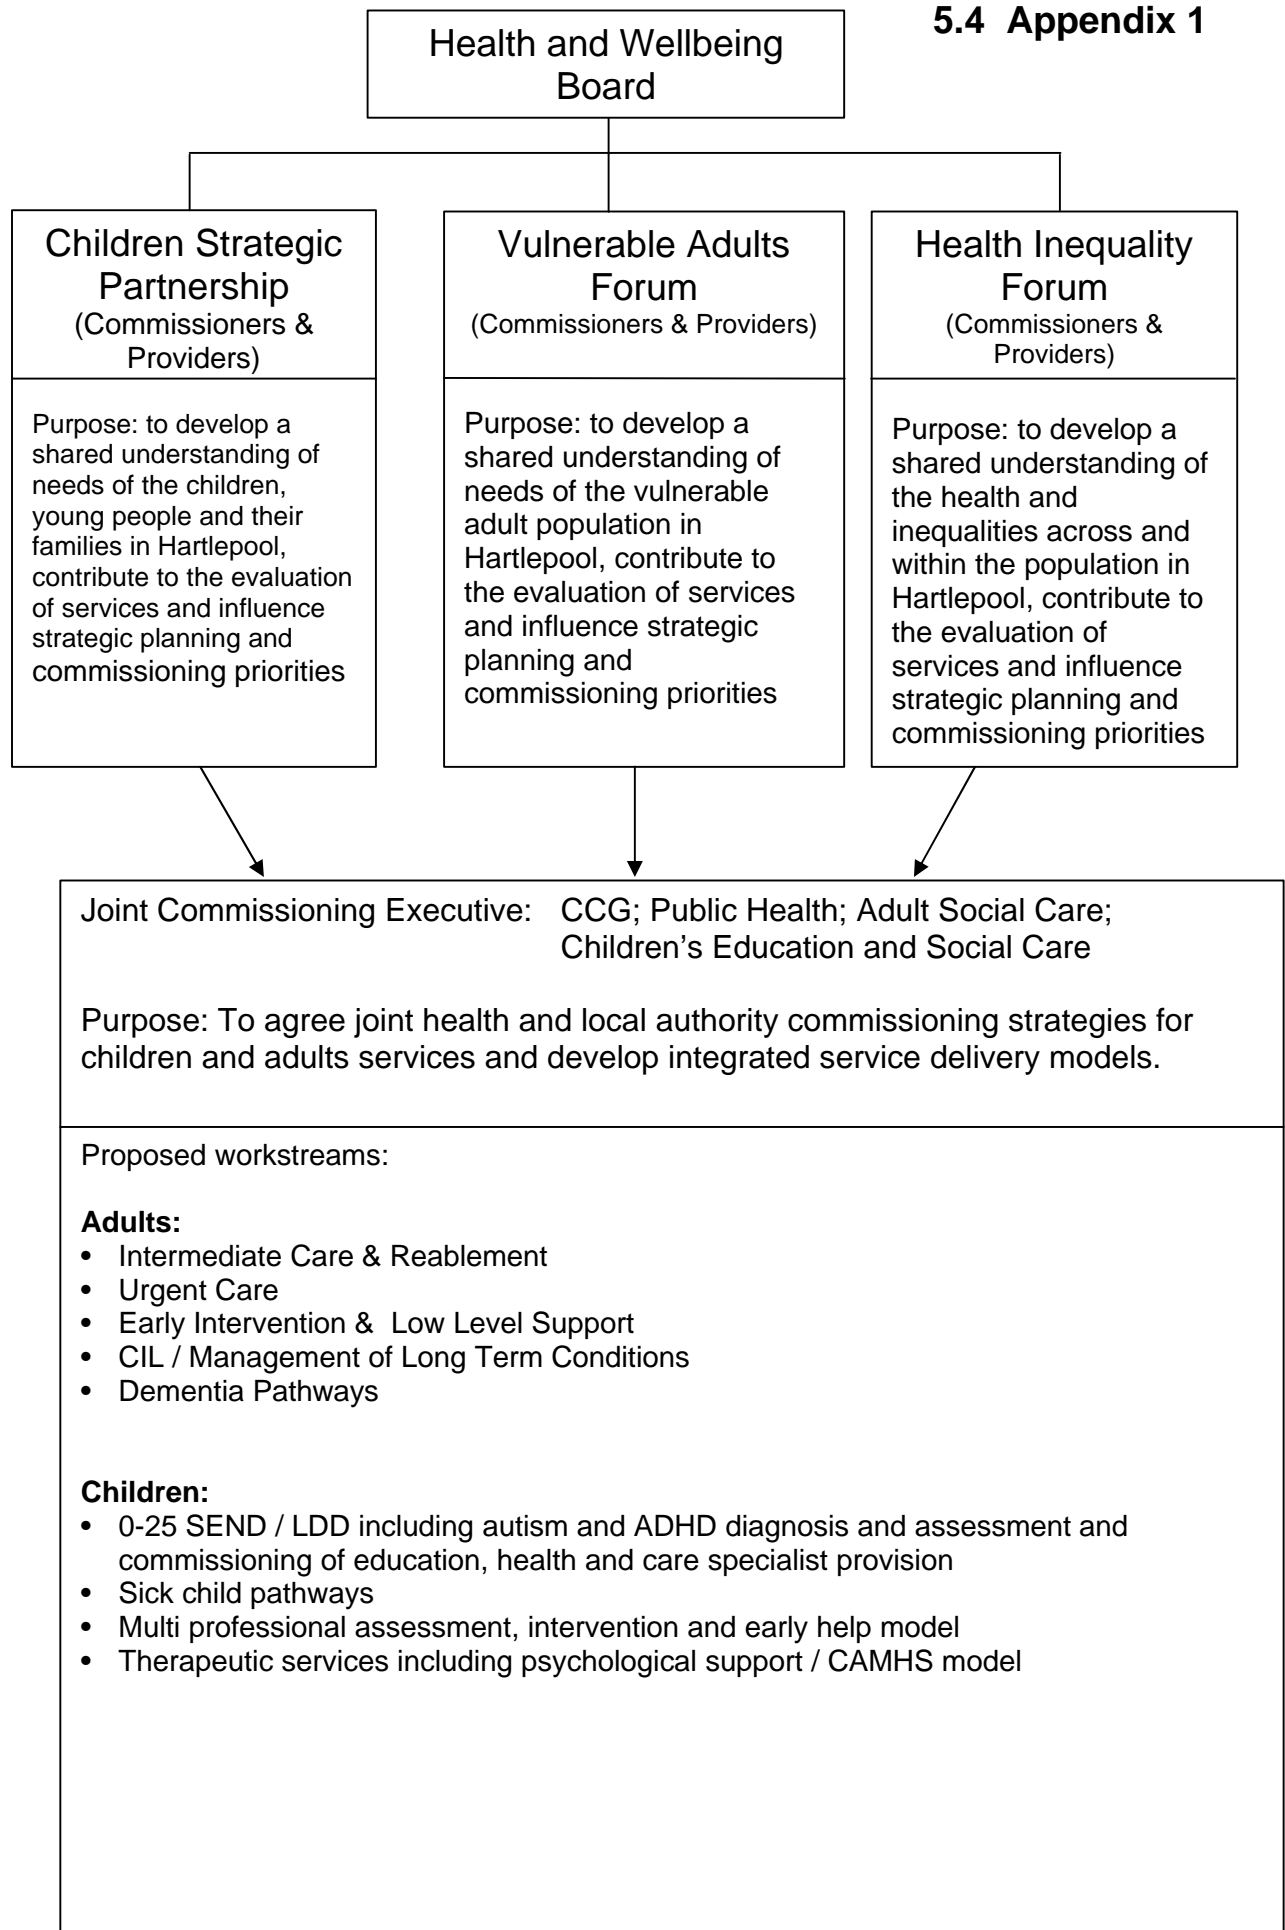 5.4 Appendix 1
Health and Wellbeing
Board
Children Strategic
Partnership
(Commissioners &
Providers)
Purpose: to develop a
shared understanding of
needs of the children,
young people and their
families in Hartlepool,
contribute to the evaluation
of services and influence
strategic planning and
commissioning priorities
Vulnerable Adults
Forum
(Commissioners & Providers)
Purpose: to develop a
shared understanding of
needs of the vulnerable
adult population in
Hartlepool, contribute to
the evaluation of services
and influence strategic
planning and
commissioning priorities
Health Inequality
Forum
(Commissioners &
Providers)
Purpose: to develop a
shared understanding of
the health and
inequalities across and
within the population in
Hartlepool, contribute to
the evaluation of
services and influence
strategic planning and
commissioning priorities
Joint Commissioning Executive: CCG; Public Health; Adult Social Care;
Children’s Education and Social Care
Purpose: To agree joint health and local authority commissioning strategies for
children and adults services and develop integrated service delivery models.
Proposed workstreams:
Adults:
• Intermediate Care & Reablement
• Urgent Care
• Early Intervention & Low Level Support
• CIL / Management of Long Term Conditions
• Dementia Pathways
Children:
• 0-25 SEND / LDD including autism and ADHD diagnosis and assessment and
commissioning of education, health and care specialist provision
• Sick child pathways
• Multi professional assessment, intervention and early help model
• Therapeutic services including psychological support / CAMHS model